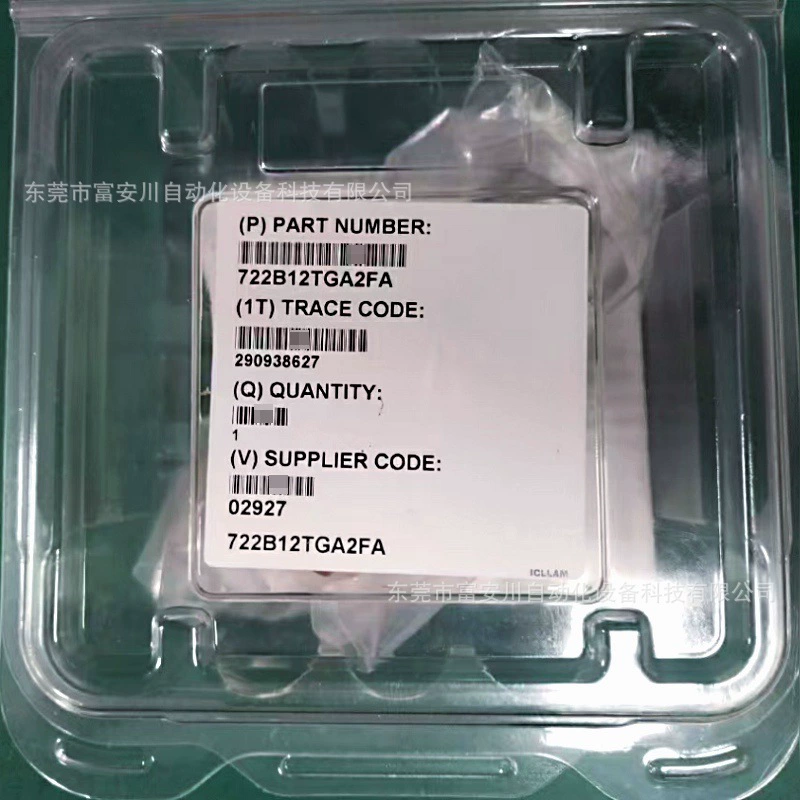 东莞市富安川自动化设备科技有限公司
(P) PART NUMBER:
722B12TGA2FA
(1T) TRACE CODE:
290938627
(Q) QUANTITY:
1
(V) SUPPLIER CODE:
02927
722B12TGA2FA
ICLLAM
东莞市富安川自动化设备科技有限公司